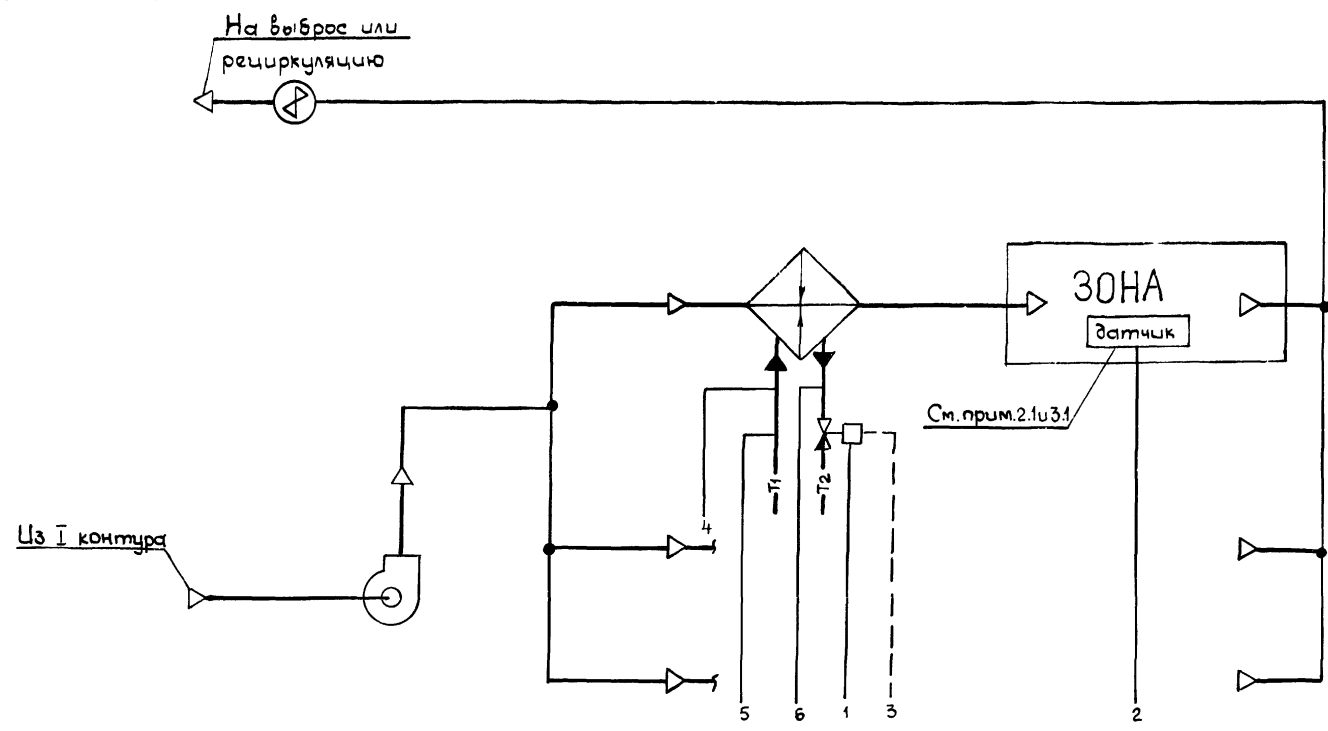 На выброс или
рециркуляцию
ЗОНА
датчик
См. прим. 2.1 и 3.1
Т1
Т2
Из I контура
4
5
6
1
3
2